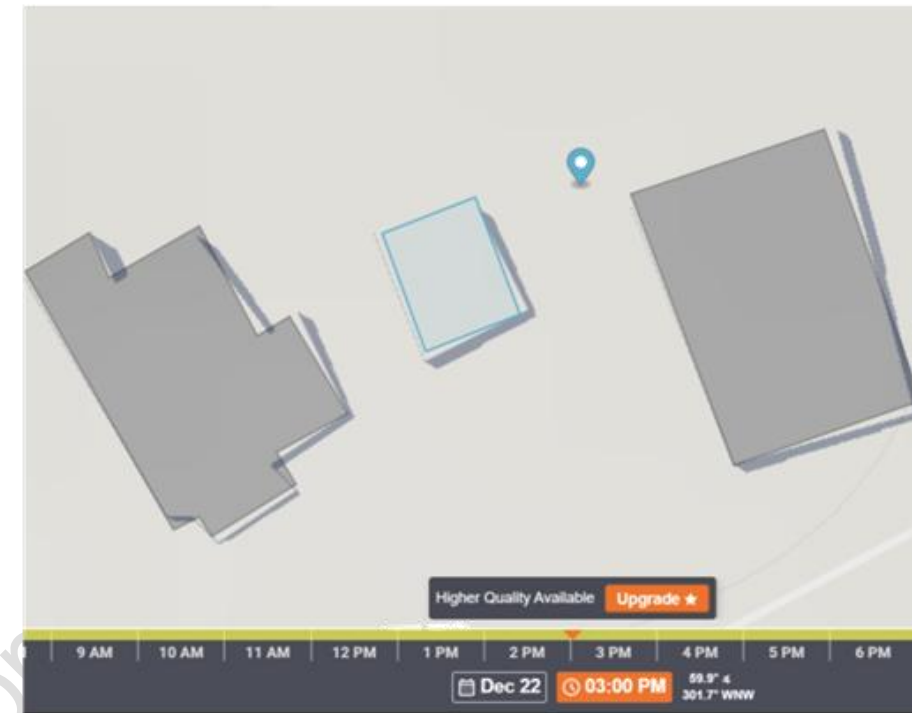 Higher Quality Available Upgrade ★
9 AM 10 AM 11 AM 12 PM 1 PM 2 PM 3 PM 4 PM 5 PM 6 PM
Dec 22 03:00 PM 59.9°
301.7° WNW